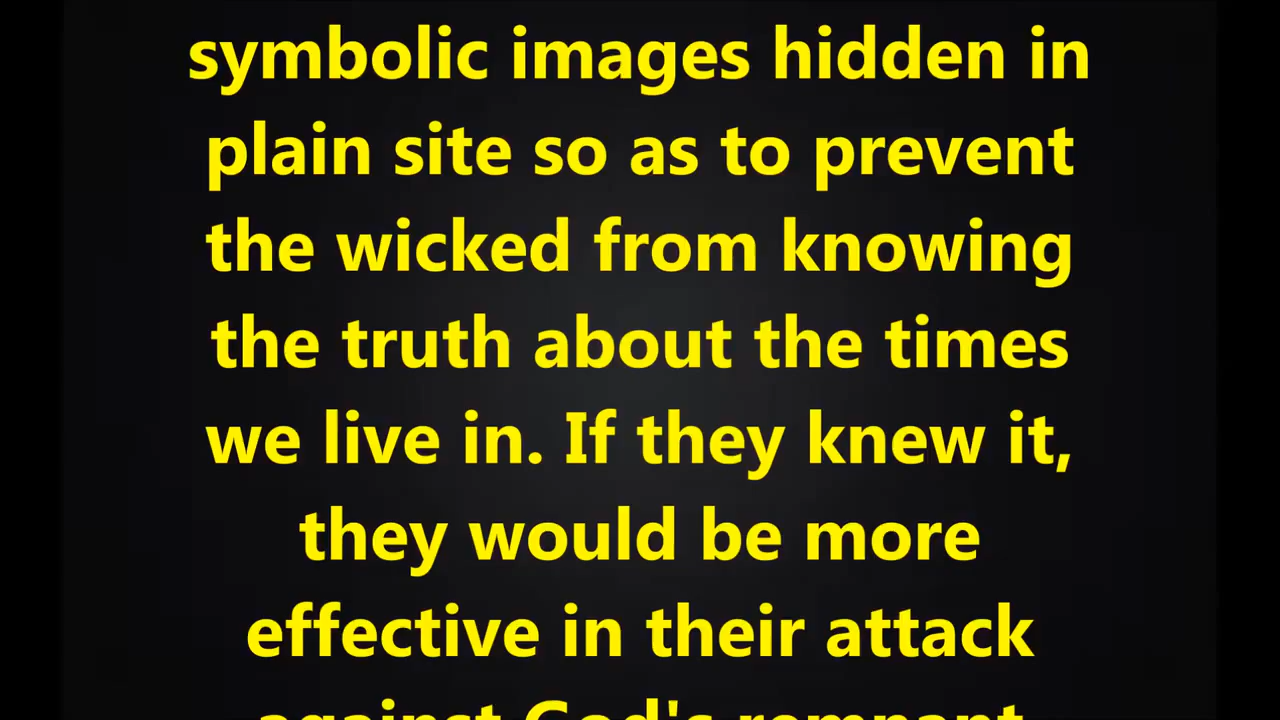 symbolic images hidden in
plain site so as to prevent
the wicked from knowing
the truth about the times
we live in. If they knew it,
they would be more
effective in their attack
against God's remnant